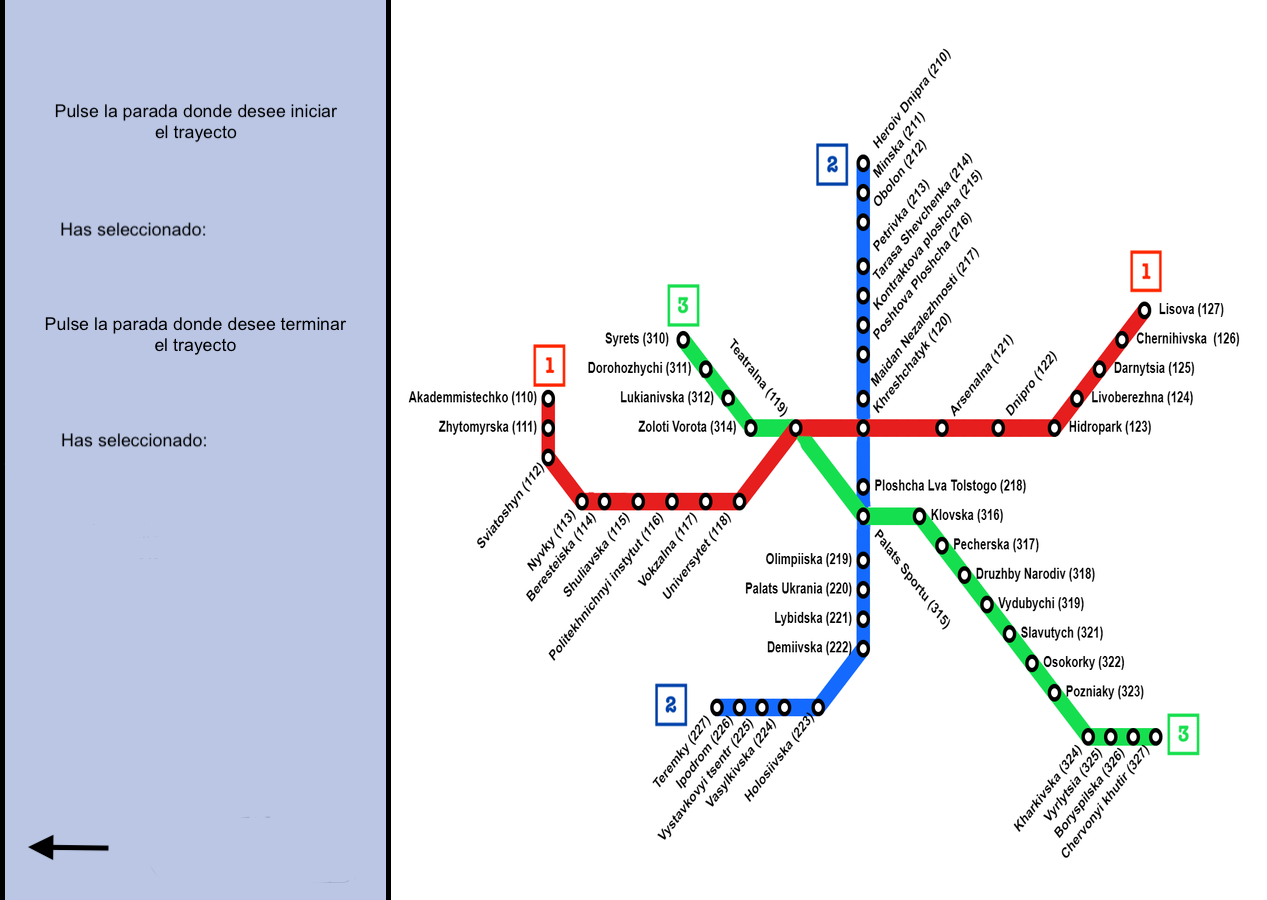 Pulse la parada donde desee iniciar
el trayecto
Has seleccionado:
Pulse la parada donde desee terminar
el trayecto
Has seleccionado:
2
Heroiv Dnipra (210)
Minska (211)
Obolon (212)
Petrivka (213)
Tarasa Shevchenka (214)
Kontraktova ploshcha (215)
Poshtova Ploshcha (216)
Maidan Nezalezhnosti (217)
Khreshchatyk (120)
Arsenalna (121)
Dnipro (122)
1
Lisova (127)
Chernihivska (126)
Darnytsia (125)
Livoberezhna (124)
Hidropark (123)
3
Syrets (310)
Dorohozhychi (311)
Lukianivska (312)
Zoloti Vorota (314)
Teatralna (119)
1
Akademmistechko (110)
Zhytomyrska (111)
Sviatoshyn (112)
Nyvky (113)
Beresteiska (114)
Shuliavska (115)
Politekhnichnyi instytut (116)
Vokzalna (117)
Universytet (118)
Ploshcha Lva Tolstogo (218)
Klovska (316)
Pecherska (317)
Druzhby Narodiv (318)
Vydubychi (319)
Slavutych (321)
Osokorky (322)
Pozniaky (323)
Palats Sportu (315)
Olimpiiska (219)
Palats Ukrania (220)
Lybidska (221)
Demiivska (222)
2
Teremky (227)
Ipodrom (226)
Vystavkovyi tsentr (225)
Vasylkivska (224)
Holosiivska (223)
3
Kharkivska (324)
Vyrlytsia (325)
Boryspilska (326)
Chervonyi khutir (327)